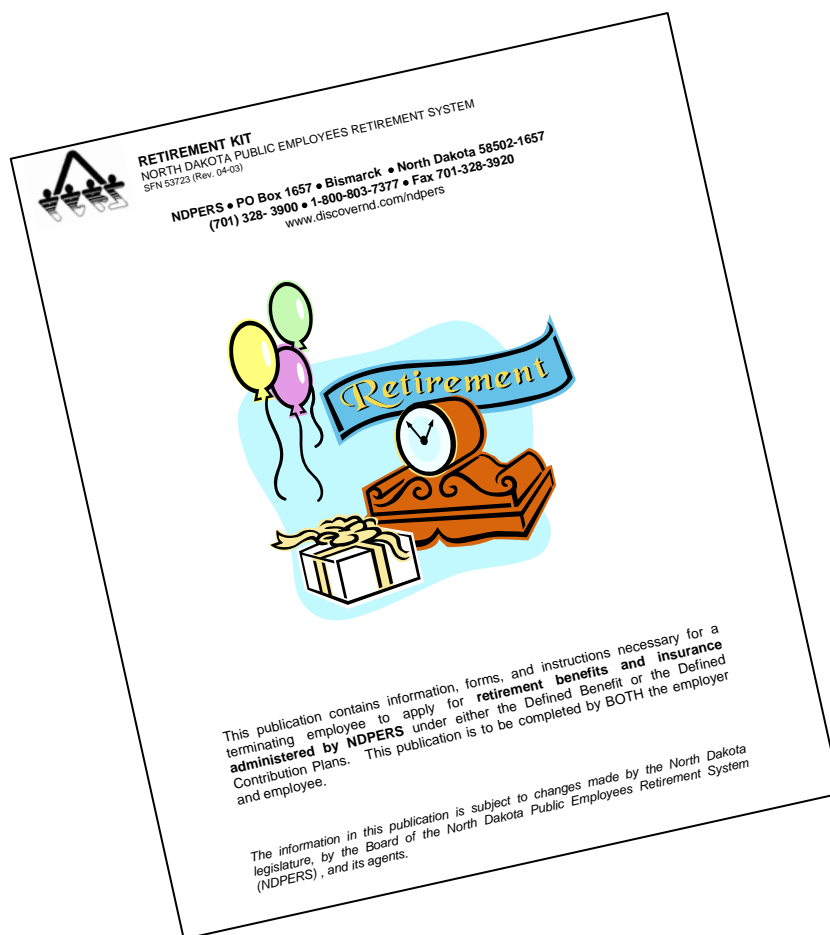 RETIREMENT KIT
NORTH DAKOTA PUBLIC EMPLOYEES RETIREMENT SYSTEM
SFN 53723 (Rev. 04-03)
NDPERS • PO Box 1657 • Bismarck • North Dakota 58502-1657
(701) 328- 3900 • 1-800-803-7377 • Fax 701-328-3920
www.discovernd.com/ndpers
Retirement
This publication contains information, forms, and instructions necessary for a
terminating employee to apply for retirement benefits and insurance
administered by NDPERS under either the Defined Benefit or the Defined
Contribution Plans. This publication is to be completed by BOTH the employer
and employee.
The information in this publication is subject to changes made by the North Dakota
legislature, by the Board of the North Dakota Public Employees Retirement System
(NDPERS) , and its agents.